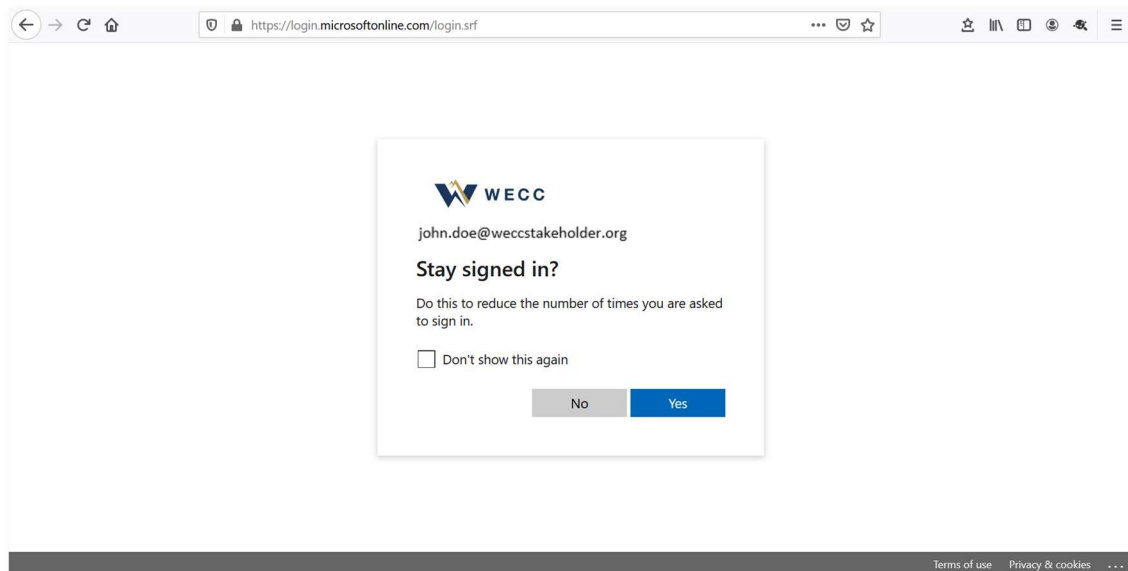 https://login.microsoftonline.com/login.srf
WECC
john.doe@weccstakeholder.org
Stay signed in?
Do this to reduce the number of times you are asked
to sign in.
Don't show this again
No Yes
Terms of use Privacy & cookies ...